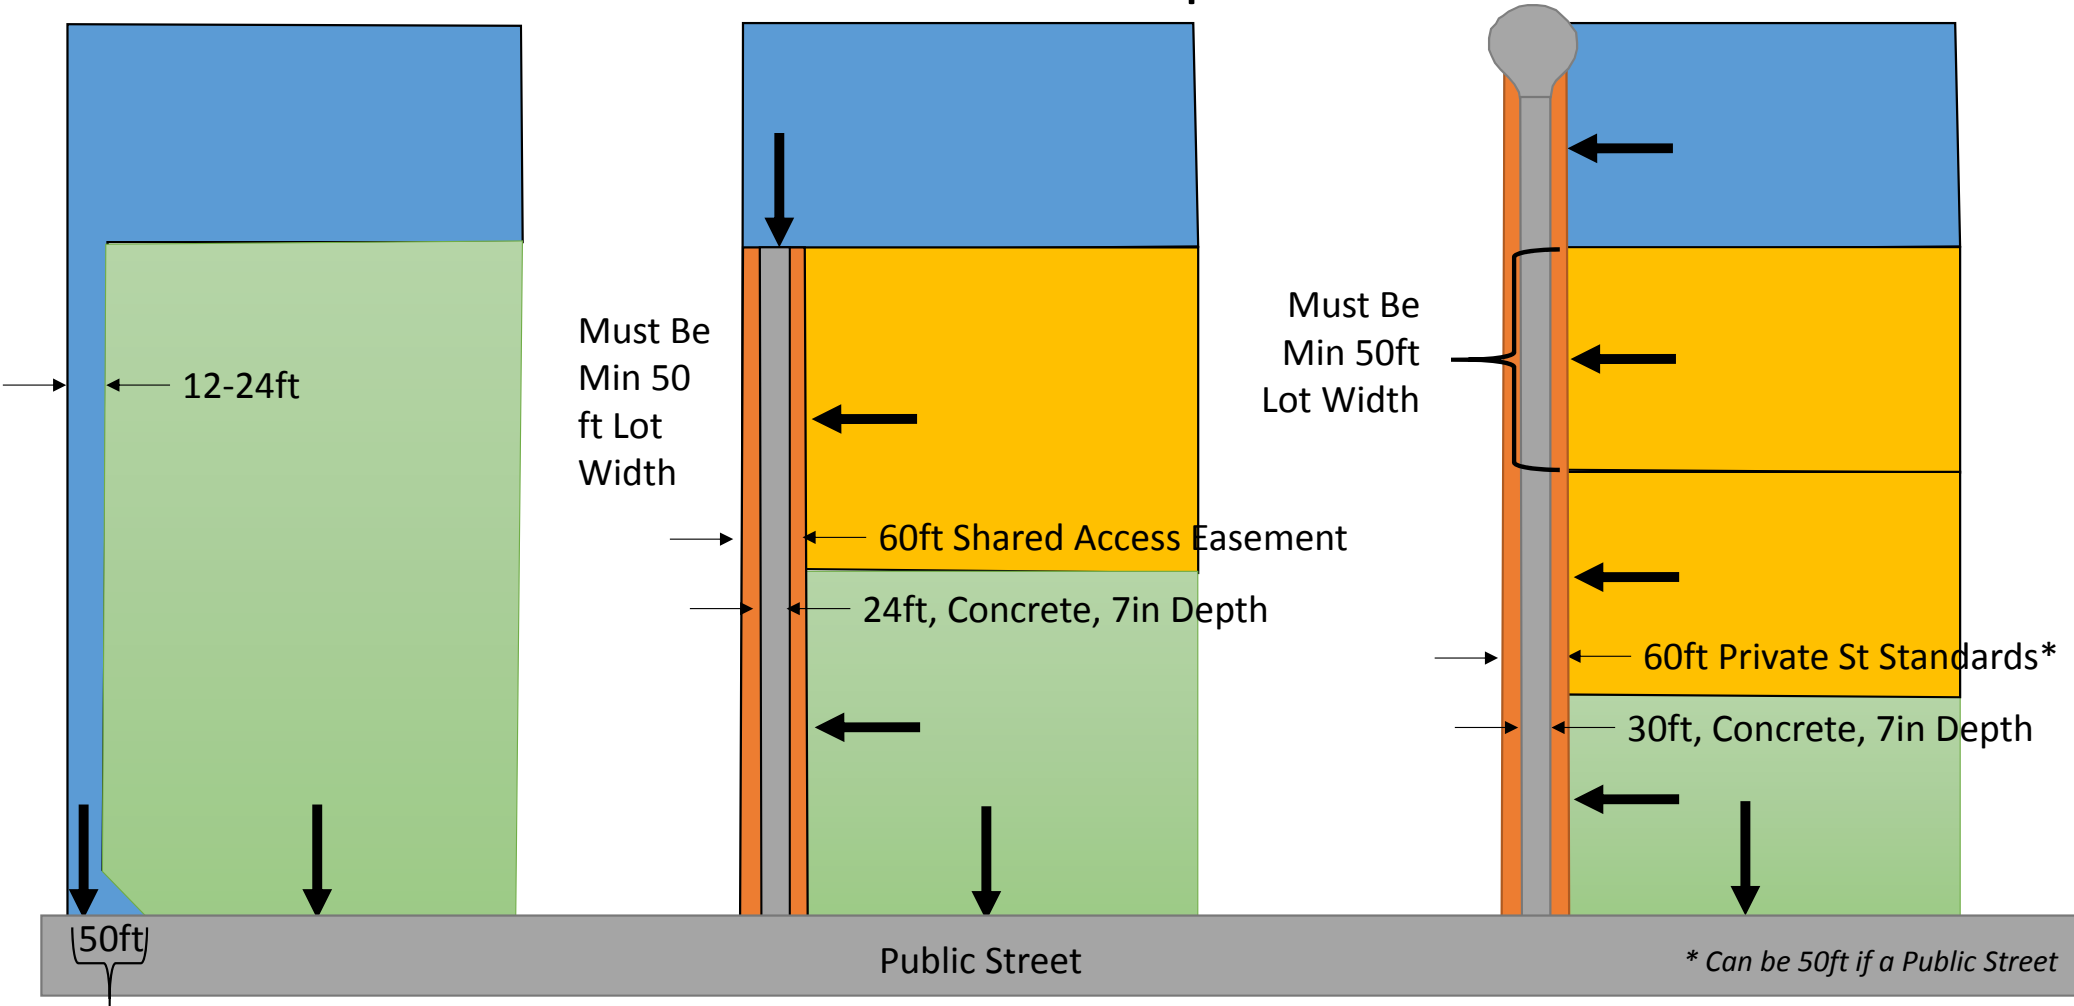 12-24ft
50ft
Must Be
Min 50
ft Lot
Width
60ft Shared Access Easement
24ft, Concrete, 7in Depth
Public Street
Must Be
Min 50ft
Lot Width
60ft Private St Standards*
30ft, Concrete, 7in Depth
* Can be 50ft if a Public Street